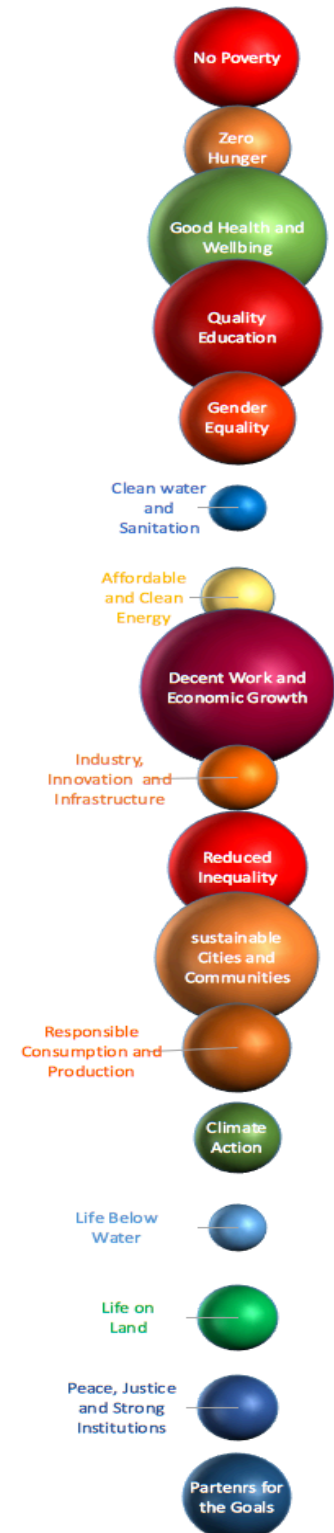 No Poverty
Zero
Hunger
Good Health and
Wellbing
Quality
Education
Gender
Equality
Clean water
and
Sanitation
Affordable
and Clean
Energy
Decent Work and
Economic Growth
Industry,
Innovation and
Infrastructure
Reduced
Inequality
sustainable
Cities and
Communities
Responsible
Consumption and
Production
Climate
Action
Life Below
Water
Life on
Land
Peace, Justice
and Strong
Institutions
Partenrs for
the Goals